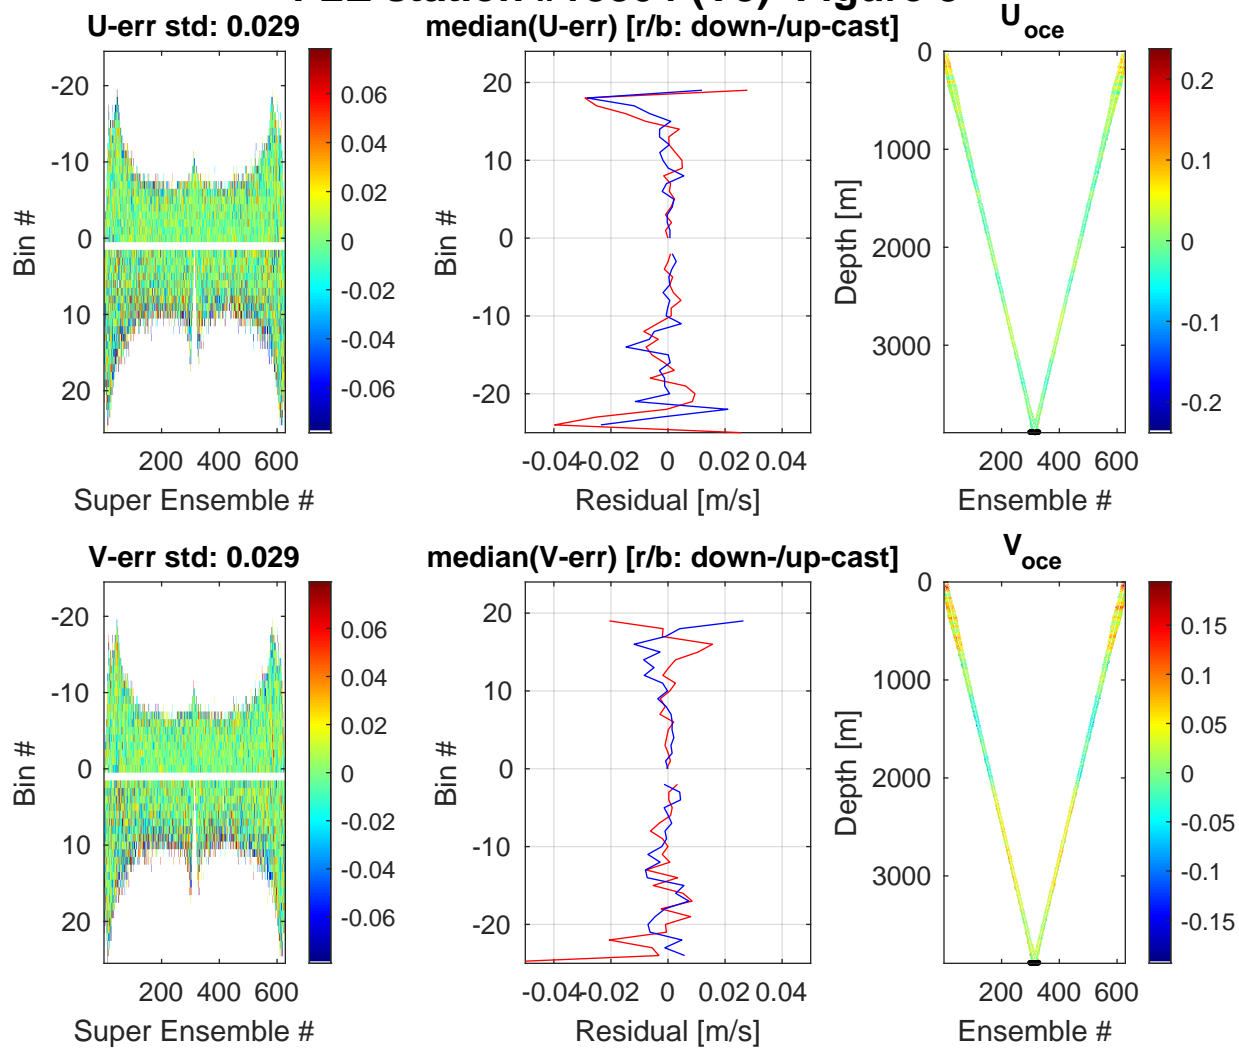 U-err std: 0.029
-20
-10
0
10
20
200 400 600
Bin #
Super Ensemble #
0.06
0.04
0.02
0
-0.02
-0.04
-0.06
median(U-err) [r/b: down-/up-cast]
20
10
0
-10
-20
-0.04 -0.02 0 0.02 0.04
Bin #
Residual [m/s]
U oce
0
1000
2000
3000
200 400 600
Depth [m]
Ensemble #
0.2
0.1
0
-0.1
-0.2
V-err std: 0.029
-20
-10
0
10
20
200 400 600
Bin #
Super Ensemble #
0.06
0.04
0.02
0
-0.02
-0.04
-0.06
median(V-err) [r/b: down-/up-cast]
20
10
0
-10
-20
-0.04 -0.02 0 0.02 0.04
Bin #
Residual [m/s]
V oce
0
1000
2000
3000
200 400 600
Depth [m]
Ensemble #
0.15
0.1
0.05
0
-0.05
-0.1
-0.15